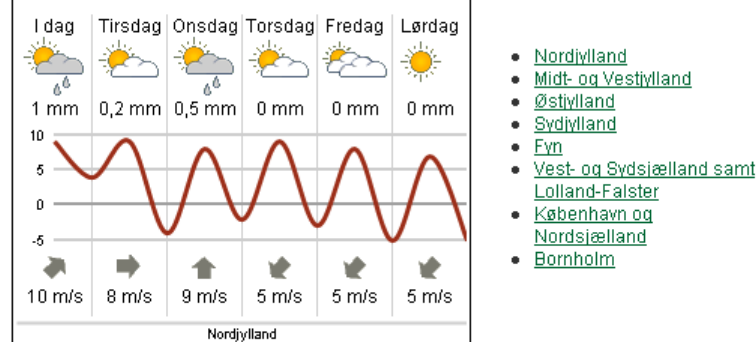 I dag Tirsdag Onsdag Torsdag Fredag Lørdag
1 mm 0,2 mm 0,5 mm 0 mm 0 mm 0 mm
10
5
0
-5
10 m/s 8 m/s 9 m/s 5 m/s 5 m/s 5 m/s
Nordjylland
Nordjylland
Midt- og Vestjylland
Østjylland
Sydjylland
Fyn
Vest- og Sydsjælland samt
Lolland-Falster
København og
Nordsjælland
Bornholm